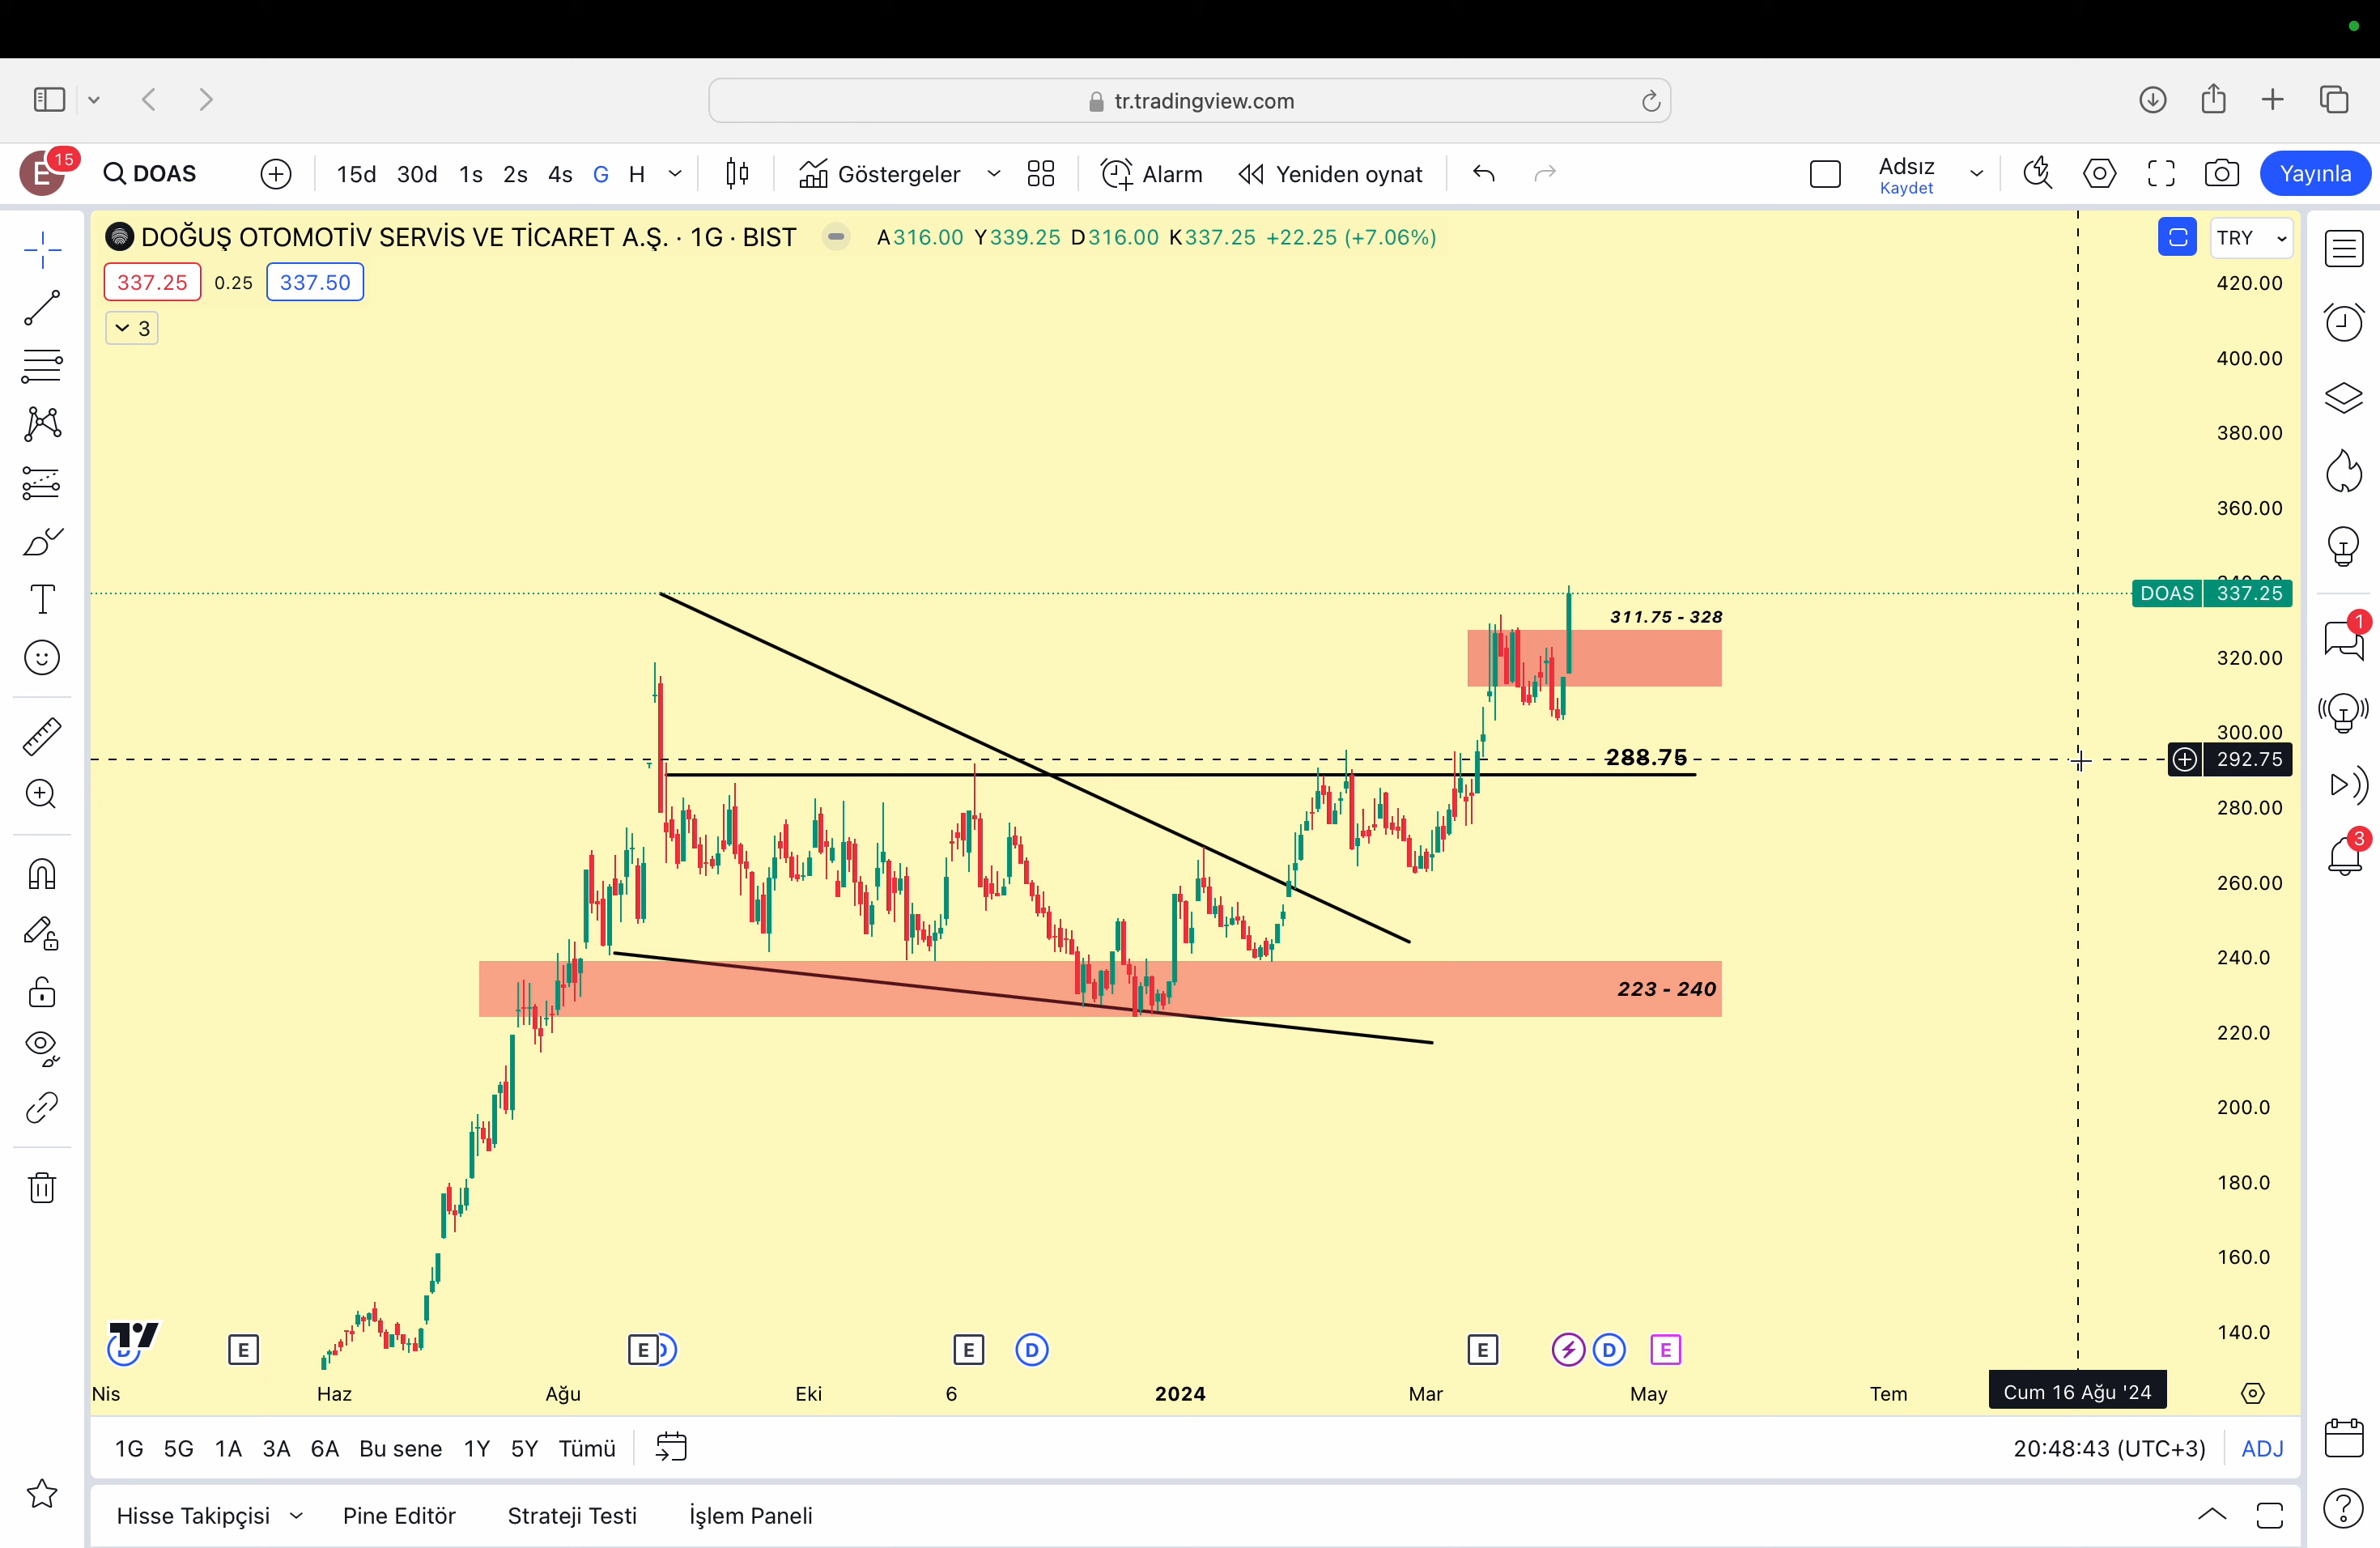 tr.tradingview.com
E 15 DOAS 15d 30d 1s 2s 4s G H Göstergeler Alarm Yeniden oynat Adsız Yayınla
Kaydet
DOĞUŞ OTOMOTİV SERVİS VE TİCARET A.Ş. · 1G · BIST A316.00 Y339.25 D316.00 K337.25 +22.25 (+7.06%) TRY
337.25 0.25 337.50
3
420.00
400.00
380.00
360.00
DOAS 337.25
311.75 - 328
1
320.00
300.00
288.75
292.75
280.00
3
260.00
240.0
223 - 240
220.0
200.0
180.0
160.0
140.0
E E D E D E D E
Nis Haz Ağu Eki 6 2024 Mar May Tem Cum 16 Ağu '24
1G 5G 1A 3A 6A Bu sene 1Y 5Y Tümü 20:48:43 (UTC+3) ADJ
Hisse Takipçisi Pine Editör Strateji Testi İşlem Paneli